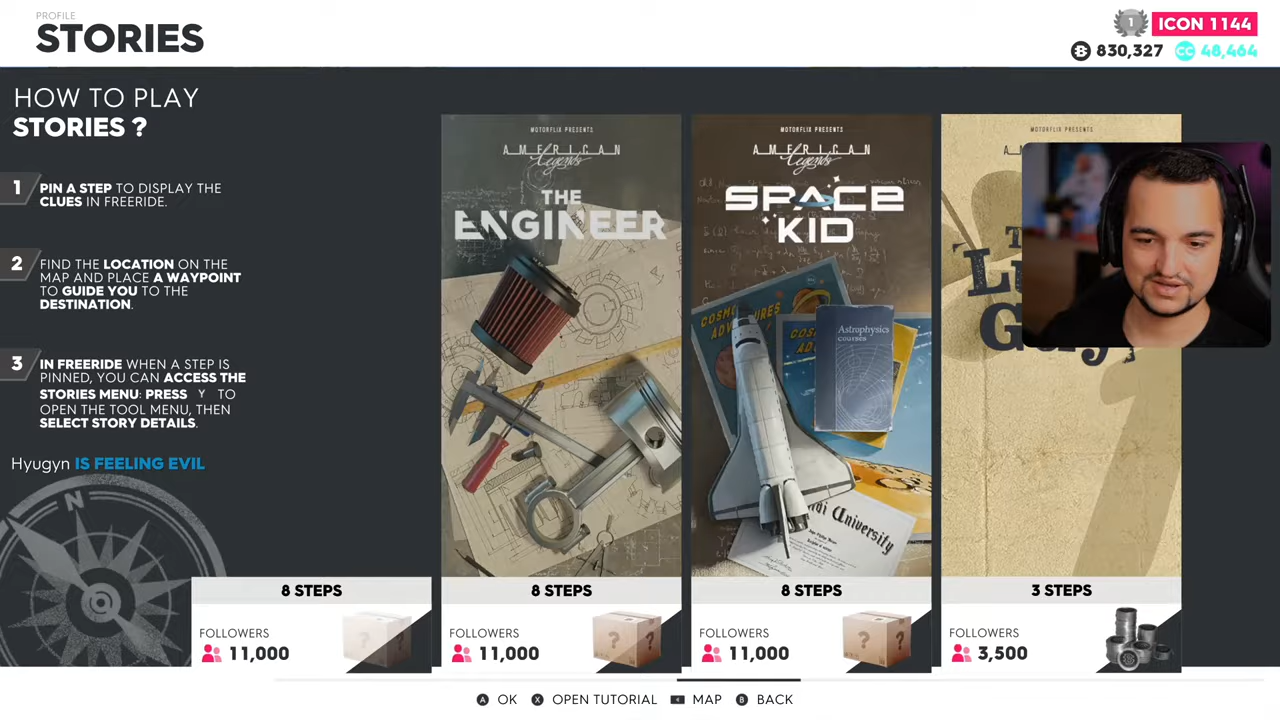 PROFILE
STORIES
1
ICON 1144
830,327
CC 48,464
HOW TO PLAY
STORIES ?
1
PIN A STEP TO DISPLAY THE
CLUES IN FREERIDE.
2
FIND THE LOCATION ON THE
MAP AND PLACE A WAYPOINT
TO GUIDE YOU TO THE
DESTINATION.
3
IN FREERIDE WHEN A STEP IS
PINNED, YOU CAN ACCESS THE
STORIES MENU: PRESS Y TO
OPEN THE TOOL MENU, THEN
SELECT STORY DETAILS.
Hyugyn IS FEELING EVIL
N
8 STEPS
FOLLOWERS
11,000
MOTORFLIX PRESENTS
AMERICAN
legends
THE
ENGINEER
8 STEPS
FOLLOWERS
11,000
MOTORFLIX PRESENTS
AMERICAN
legends
SPACE
KID
Astrophysics
COURSES
University
8 STEPS
FOLLOWERS
11,000
MOTORFLIX PRESENTS
3 STEPS
FOLLOWERS
3,500
A OK X OPEN TUTORIAL MAP B BACK